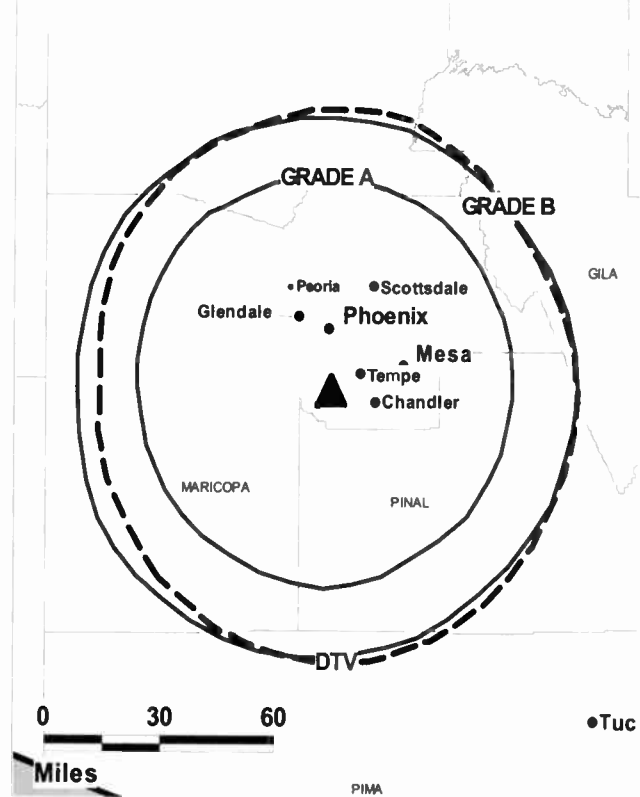 GRADE A
GRADE B
GILA
Peoria
Scottsdale
Glendale
Phoenix
Mesa
Tempe
Chandler
MARICOPA
PINAL
DTV
0 30 60
Tuc
Miles
PIMA